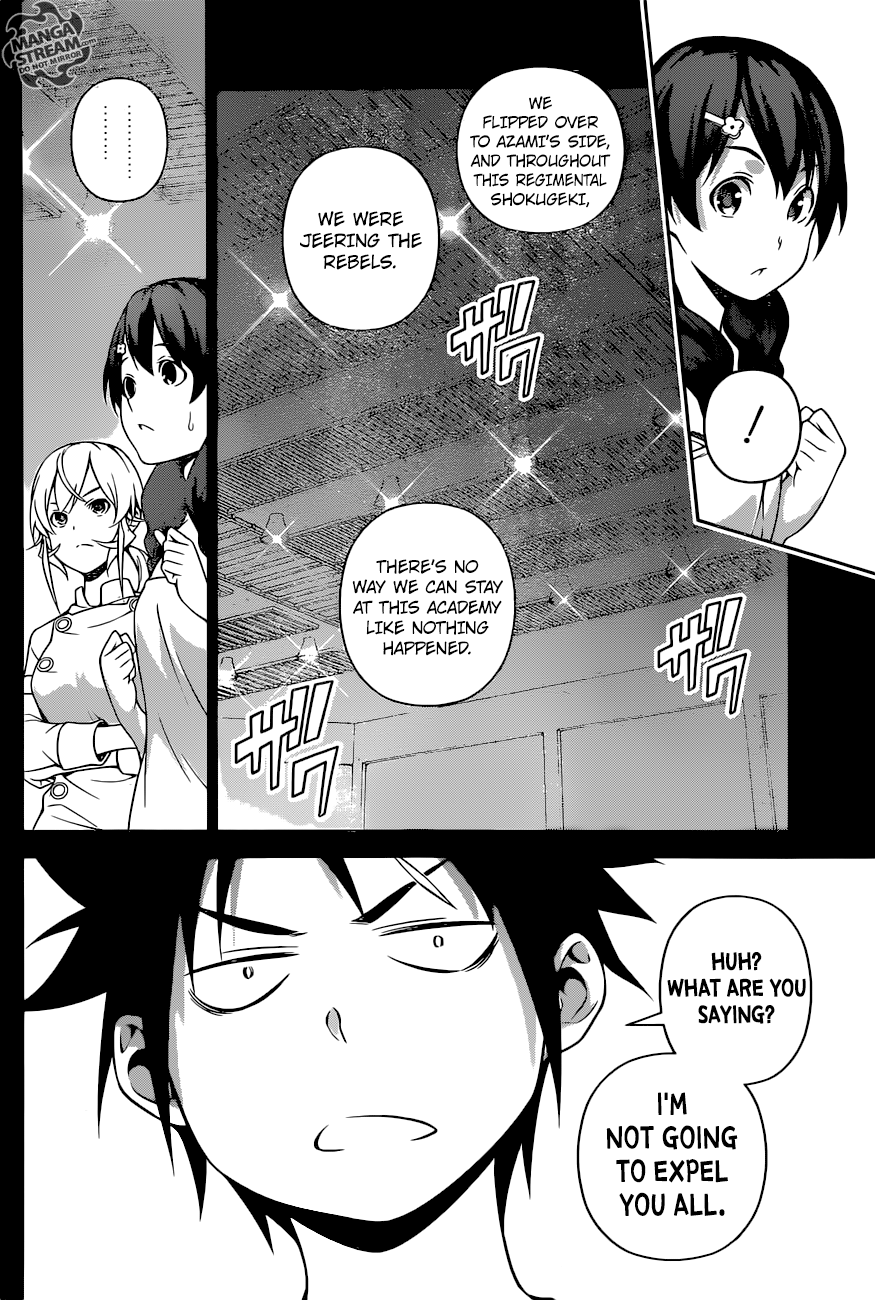 MANGA
STREAM.com
DO NOT MIRROR
!
WE
FLIPPED OVER
TO AZAMI'S SIDE,
AND THROUGHOUT
THIS REGIMENTAL
SHOKUGEKI,
WE WERE
JEERING THE
REBELS.
ザワ
THERE'S NO
WAY WE CAN STAY
AT THIS ACADEMY
LIKE NOTHING
HAPPENED.
ザワ
ザワ
..........
HUH?
WHAT ARE YOU
SAYING?
I'M
NOT GOING
TO EXPEL
YOU ALL.